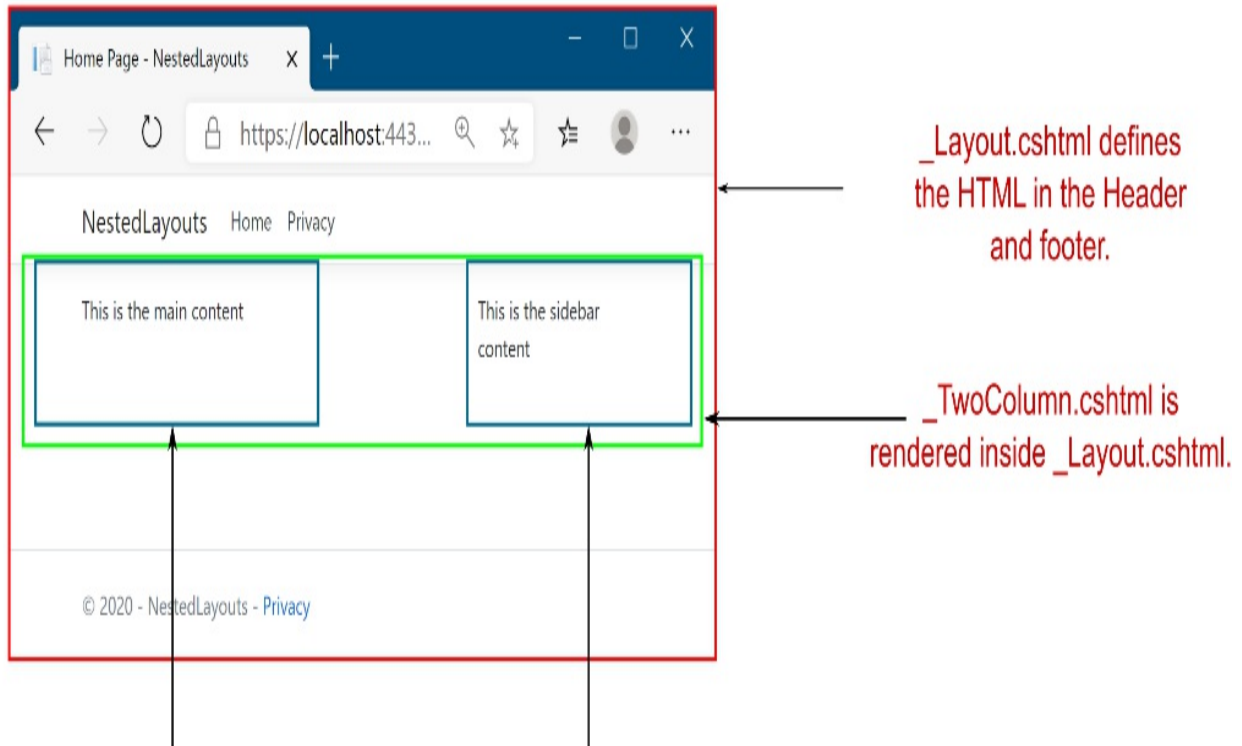 Home Page - NestedLayouts
https://localhost:443...
NestedLayouts Home Privacy
This is the main content
This is the sidebar
content
© 2020 - NestedLayouts - Privacy
_Layout.cshtml defines
the HTML in the Header
and footer.
_TwoColumn.cshtml is
rendered inside _Layout.cshtml.